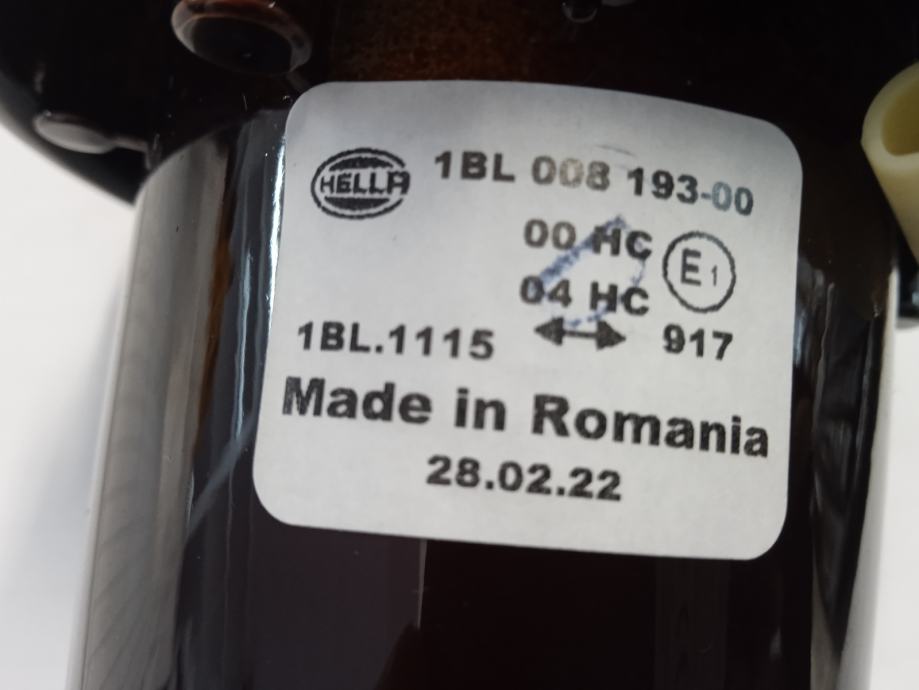 HELLA 1BL 008 193-00
00 HC E1
04 HC
1BL.1115 917
Made in Romania
28.02.22